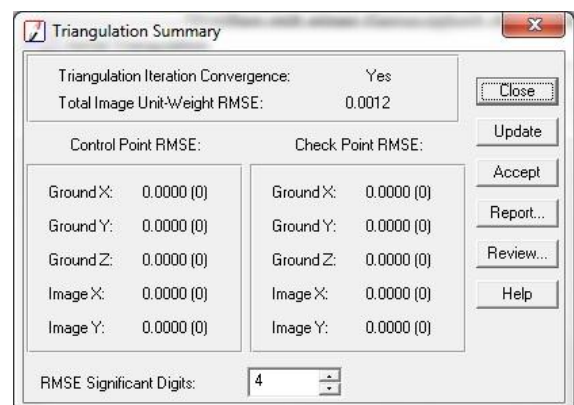 Triangulation Summary
Triangulation Iteration Convergence: Yes
Total Image Unit-Weight RMSE: 0.0012
Control Point RMSE:
Ground X: 0.0000 (0)
Ground Y: 0.0000 (0)
Ground Z: 0.0000 (0)
Image X: 0.0000 (0)
Image Y: 0.0000 (0)
Check Point RMSE:
Ground X: 0.0000 (0)
Ground Y: 0.0000 (0)
Ground Z: 0.0000 (0)
Image X: 0.0000 (0)
Image Y: 0.0000 (0)
RMSE Significant Digits: 4
Close
Update
Accept
Report...
Review...
Help